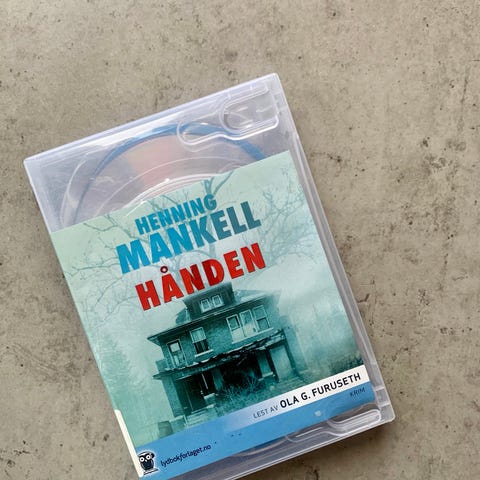 HENNING
MANKELL
HÅNDEN
LEST AV OLA G. FURUSETH
KRIM
lydbokforlaget.no